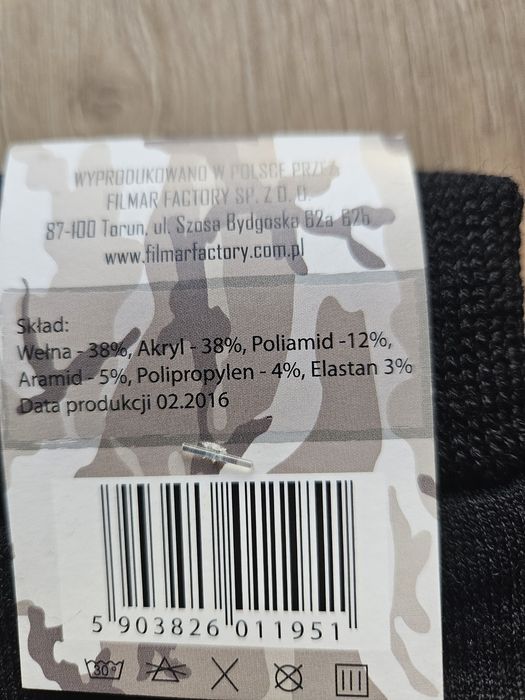 WYPRODUKOWANO W POLSCE PRZEZ
FILMAR FACTORY SP. Z O. O.
87-100 Torun, ul. Szosa Bydgoska 62a 62b
www.filmarfactory.com.pl
Skład:
Wełna - 38%, Akryl - 38%, Poliamid -12%,
Aramid - 5%, Polipropylen - 4%, Elastan 3%
Data produkcji 02.2016
5 903826 011951
30°